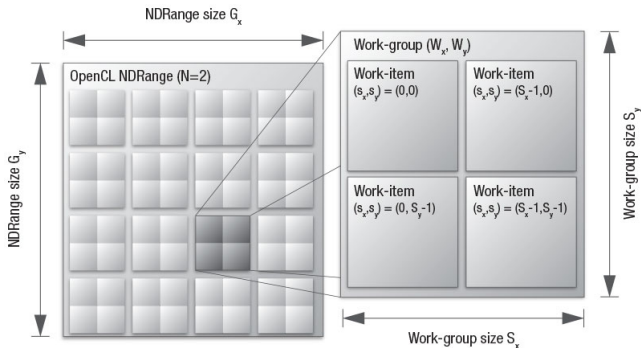 NDRange size Gx
OpenCL NDRange (N=2)
NDRange size Gy
Work-group (Wx, Wy)
Work-item
(sx,sy) = (0,0)
Work-item
(sx,sy) = (Sx-1,0)
Work-item
(sx,sy) = (0, Sy-1)
Work-item
(sx,sy) = (Sx-1,Sy-1)
Work-group size Sy
Work-group size Sx